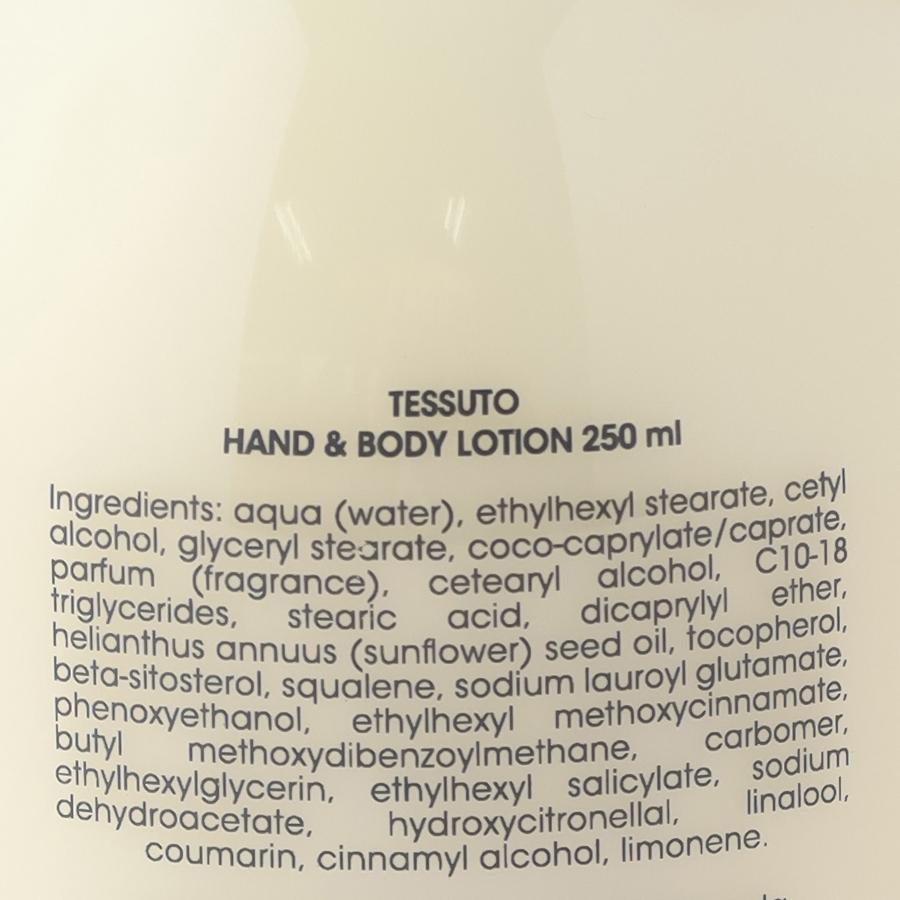 TESSUTO
HAND & BODY LOTION 250 ml
Ingredients: aqua (water), ethylhexyl stearate, cetyl
alcohol, glyceryl stearate, coco-caprylate/caprate,
parfum (fragrance), cetearyl alcohol, C10-18
triglycerides, stearic acid, dicaprylyl ether,
helianthus annuus (sunflower) seed oil, tocopherol,
beta-sitosterol, squalene, sodium lauroyl glutamate,
phenoxyethanol, ethylhexyl methoxycinnamate,
butyl methoxydibenzoylmethane, carbomer,
ethylhexylglycerin, ethylhexyl salicylate, sodium
dehydroacetate, hydroxycitronellal, linalool,
coumarin, cinnamyl alcohol, limonene.